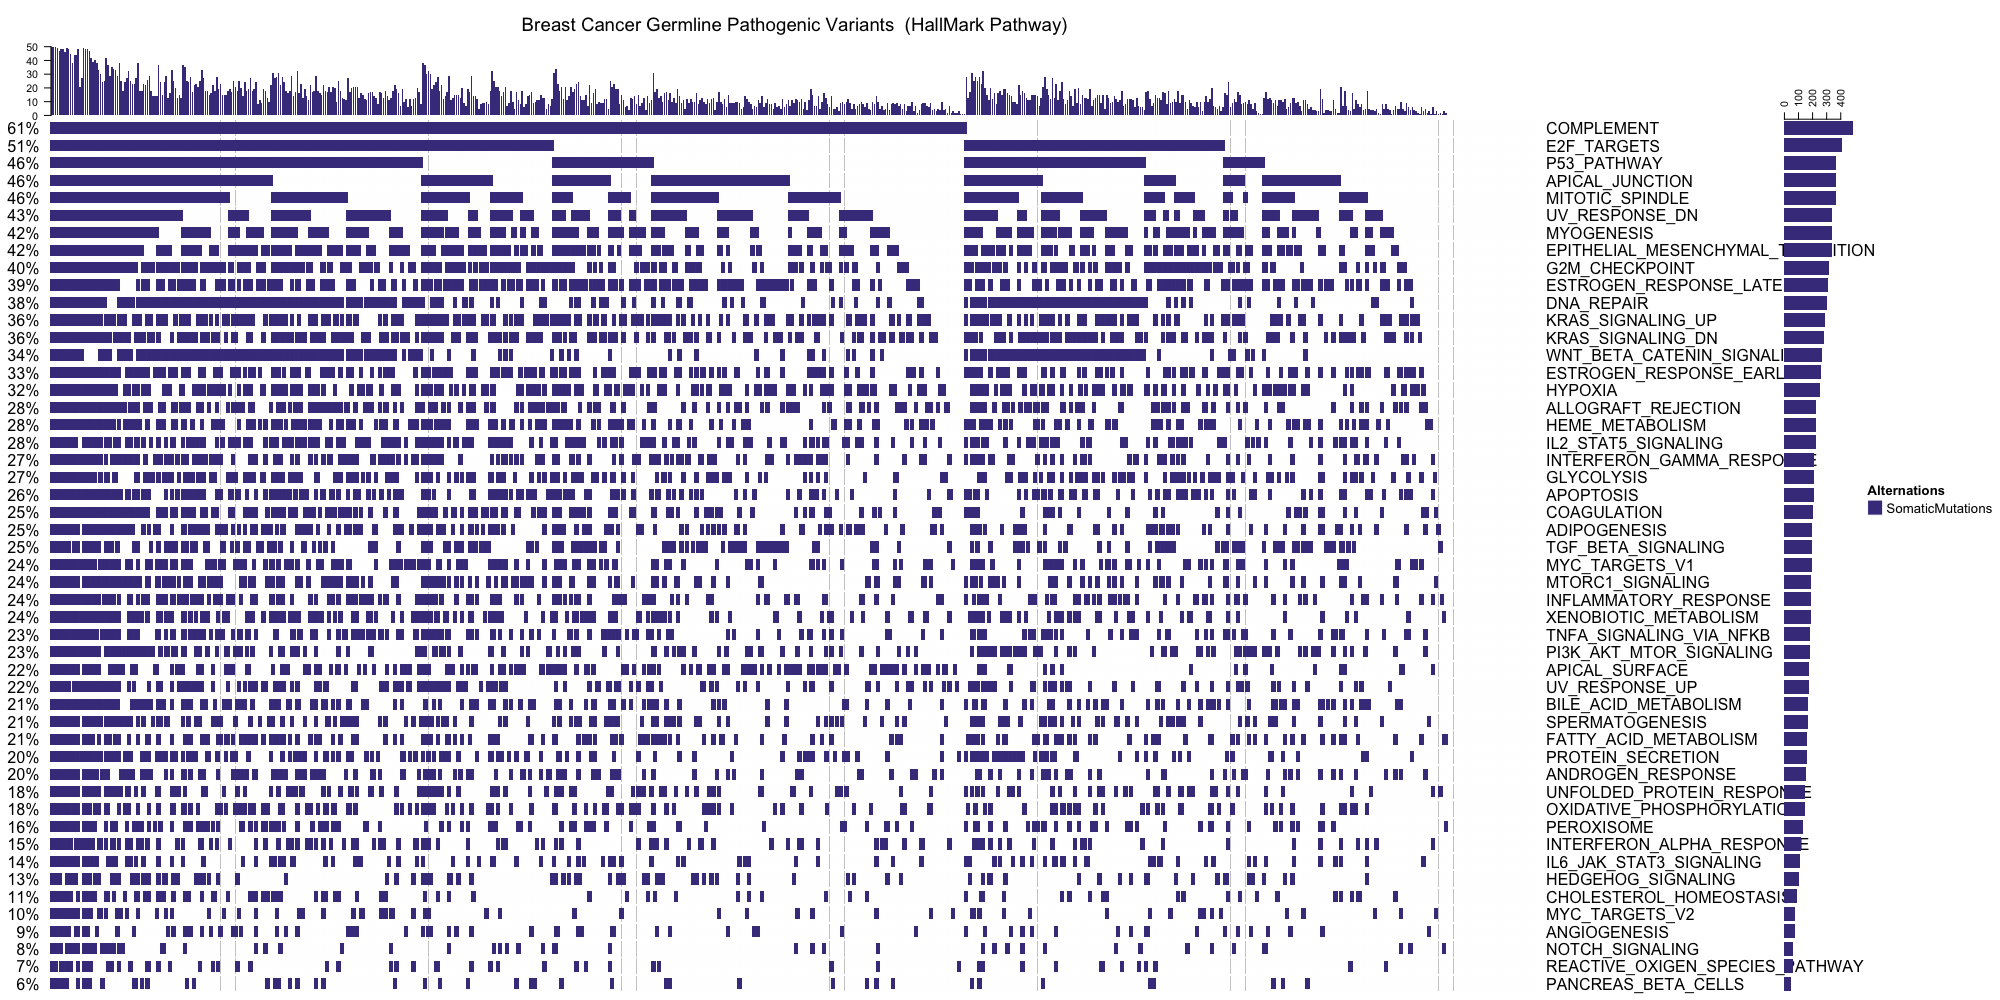 Breast Cancer Germline Pathogenic Variants (HallMark Pathway)
50
40
30
20
10
0
0
100
200
300
400
61% COMPLEMENT
51% E2F_TARGETS
46% P53_PATHWAY
46% APICAL_JUNCTION
46% MITOTIC_SPINDLE
43% UV_RESPONSE_DN
42% MYOGENESIS
42% EPITHELIAL_MESENCHYMAL_T ITION
40% G2M_CHECKPOINT
39% ESTROGEN_RESPONSE_LATE
38% DNA_REPAIR
36% KRAS_SIGNALING_UP
36% KRAS_SIGNALING_DN
34% WNT_BETA_CATENIN_SIGNALI
33% ESTROGEN_RESPONSE_EARL
32% HYPOXIA
28% ALLOGRAFT_REJECTION
28% HEME_METABOLISM
28% IL2_STAT5_SIGNALING
27% INTERFERON_GAMMA_RESPONSE
27% GLYCOLYSIS
26% APOPTOSIS
25% COAGULATION
25% ADIPOGENESIS
25% TGF_BETA_SIGNALING
24% MYC_TARGETS_V1
24% MTORC1_SIGNALING
24% INFLAMMATORY_RESPONSE
24% XENOBIOTIC_METABOLISM
23% TNFA_SIGNALING_VIA_NFKB
23% PI3K_AKT_MTOR_SIGNALING
22% APICAL_SURFACE
22% UV_RESPONSE_UP
21% BILE_ACID_METABOLISM
21% SPERMATOGENESIS
21% FATTY_ACID_METABOLISM
20% PROTEIN_SECRETION
20% ANDROGEN_RESPONSE
18% UNFOLDED_PROTEIN_RESPONSE
18% OXIDATIVE_PHOSPHORYLATIO
16% PEROXISOME
15% INTERFERON_ALPHA_RESPONSE
14% IL6_JAK_STAT3_SIGNALING
13% HEDGEHOG_SIGNALING
11% CHOLESTEROL_HOMEOSTASIS
10% MYC_TARGETS_V2
9% ANGIOGENESIS
8% NOTCH_SIGNALING
7% REACTIVE_OXIGEN_SPECIES_PATHWAY
6% PANCREAS_BETA_CELLS
Alternations
SomaticMutations